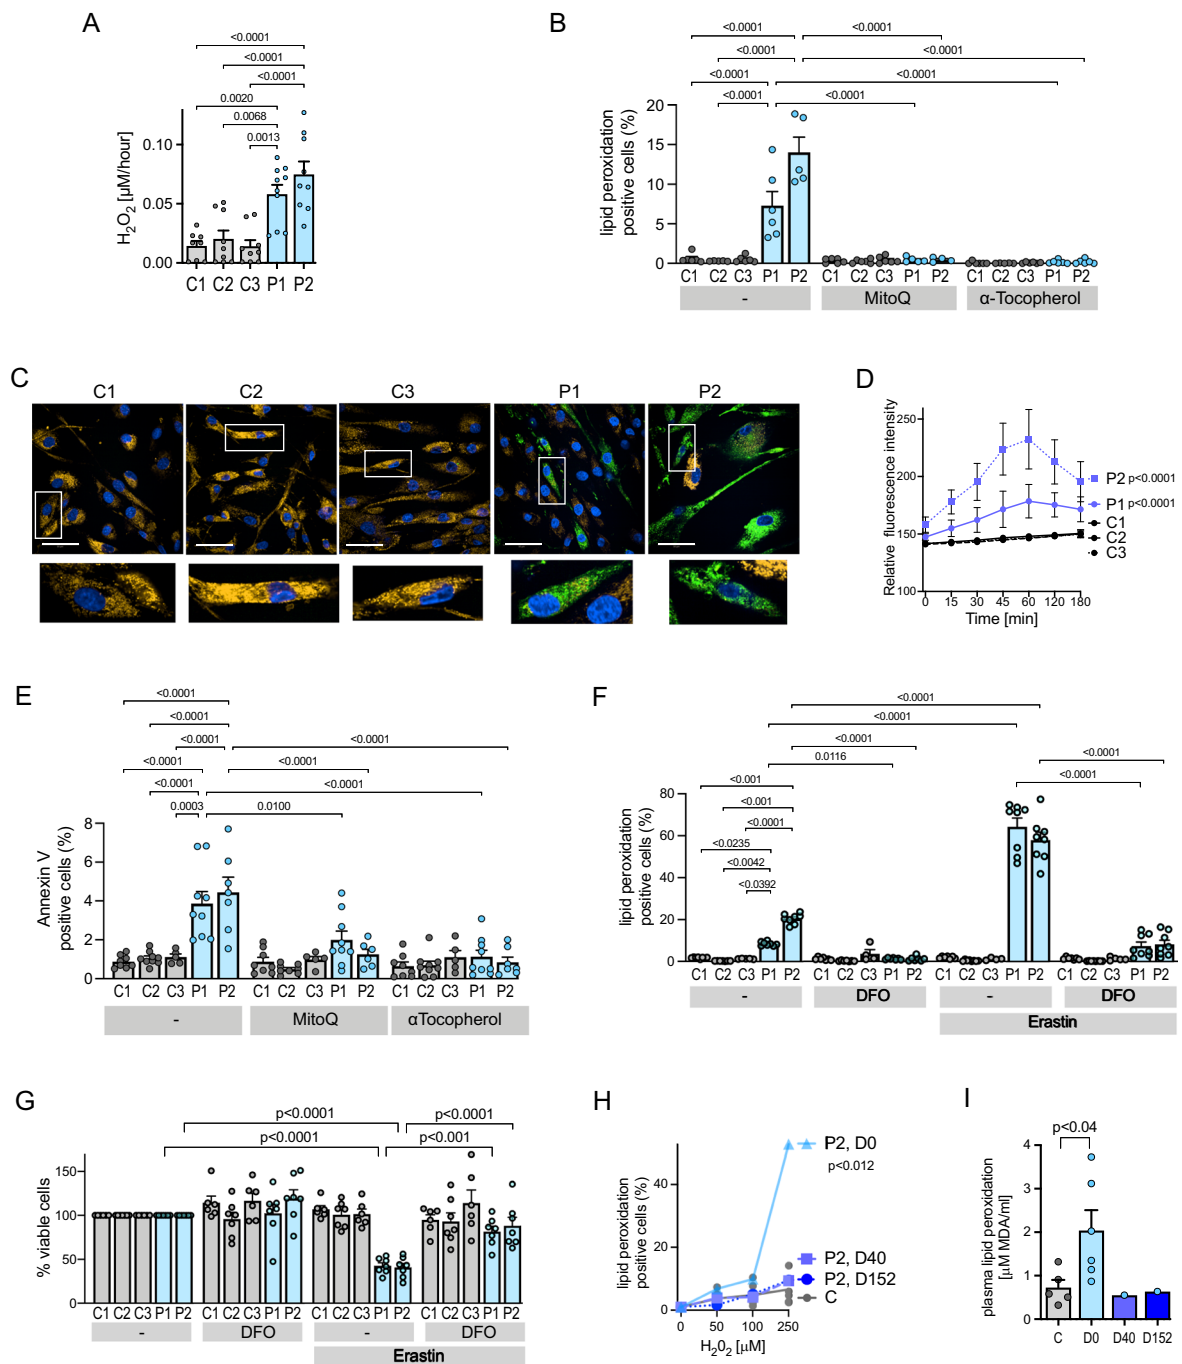 A
<0.0001
<0.0001
<0.0001
0.0020
0.0068
0.0013
H2O2 [µM/hour]
0.10
0.05
0.00
C1 C2 C3 P1 P2
B
<0.0001 <0.0001
<0.0001 <0.0001
<0.0001 <0.0001
<0.0001 <0.0001
lipid peroxidation
positive cells (%)
20
15
10
5
0
C1 C2 C3 P1 P2 C1 C2 C3 P1 P2 C1 C2 C3 P1 P2
- MitoQ α-Tocopherol
C
C1 C2 C3 P1 P2
D
Relative fluorescence intensity
250
200
150
100
P2 p<0.0001
P1 p<0.0001
C1
C2
C3
0 15 30 45 60 120 180
Time [min]
E
<0.0001
<0.0001
<0.0001 <0.0001
<0.0001 <0.0001
<0.0001 <0.0001
0.0003 0.0100
Annexin V
positive cells (%)
8
6
4
2
0
C1 C2 C3 P1 P2 C1 C2 C3 P1 P2 C1 C2 C3 P1 P2
- MitoQ αTocopherol
F
<0.0001
<0.0001
<0.0001 <0.0001
0.0116 <0.0001
<0.001
<0.001
<0.0001
<0.0235
<0.0042
<0.0392
lipid peroxidation
positive cells (%)
80
60
40
20
0
C1 C2 C3 P1 P2 C1 C2 C3 P1 P2 C1 C2 C3 P1 P2 C1 C2 C3 P1 P2
- DFO - DFO
Erastin
G
p<0.0001 p<0.0001
p<0.0001 p<0.001
% viable cells
150
100
50
0
C1 C2 C3 P1 P2 C1 C2 C3 P1 P2 C1 C2 C3 P1 P2 C1 C2 C3 P1 P2
- DFO - DFO
Erastin
H
lipid peroxidation
positive cells (%)
40
20
0
P2, D0
p<0.012
P2, D40
P2, D152
C
0 50 100 250
H2O2 [µM]
I
p<0.04
plasma lipid peroxidation
[µM MDA/ml]
4
3
2
1
0
C D0 D40 D152